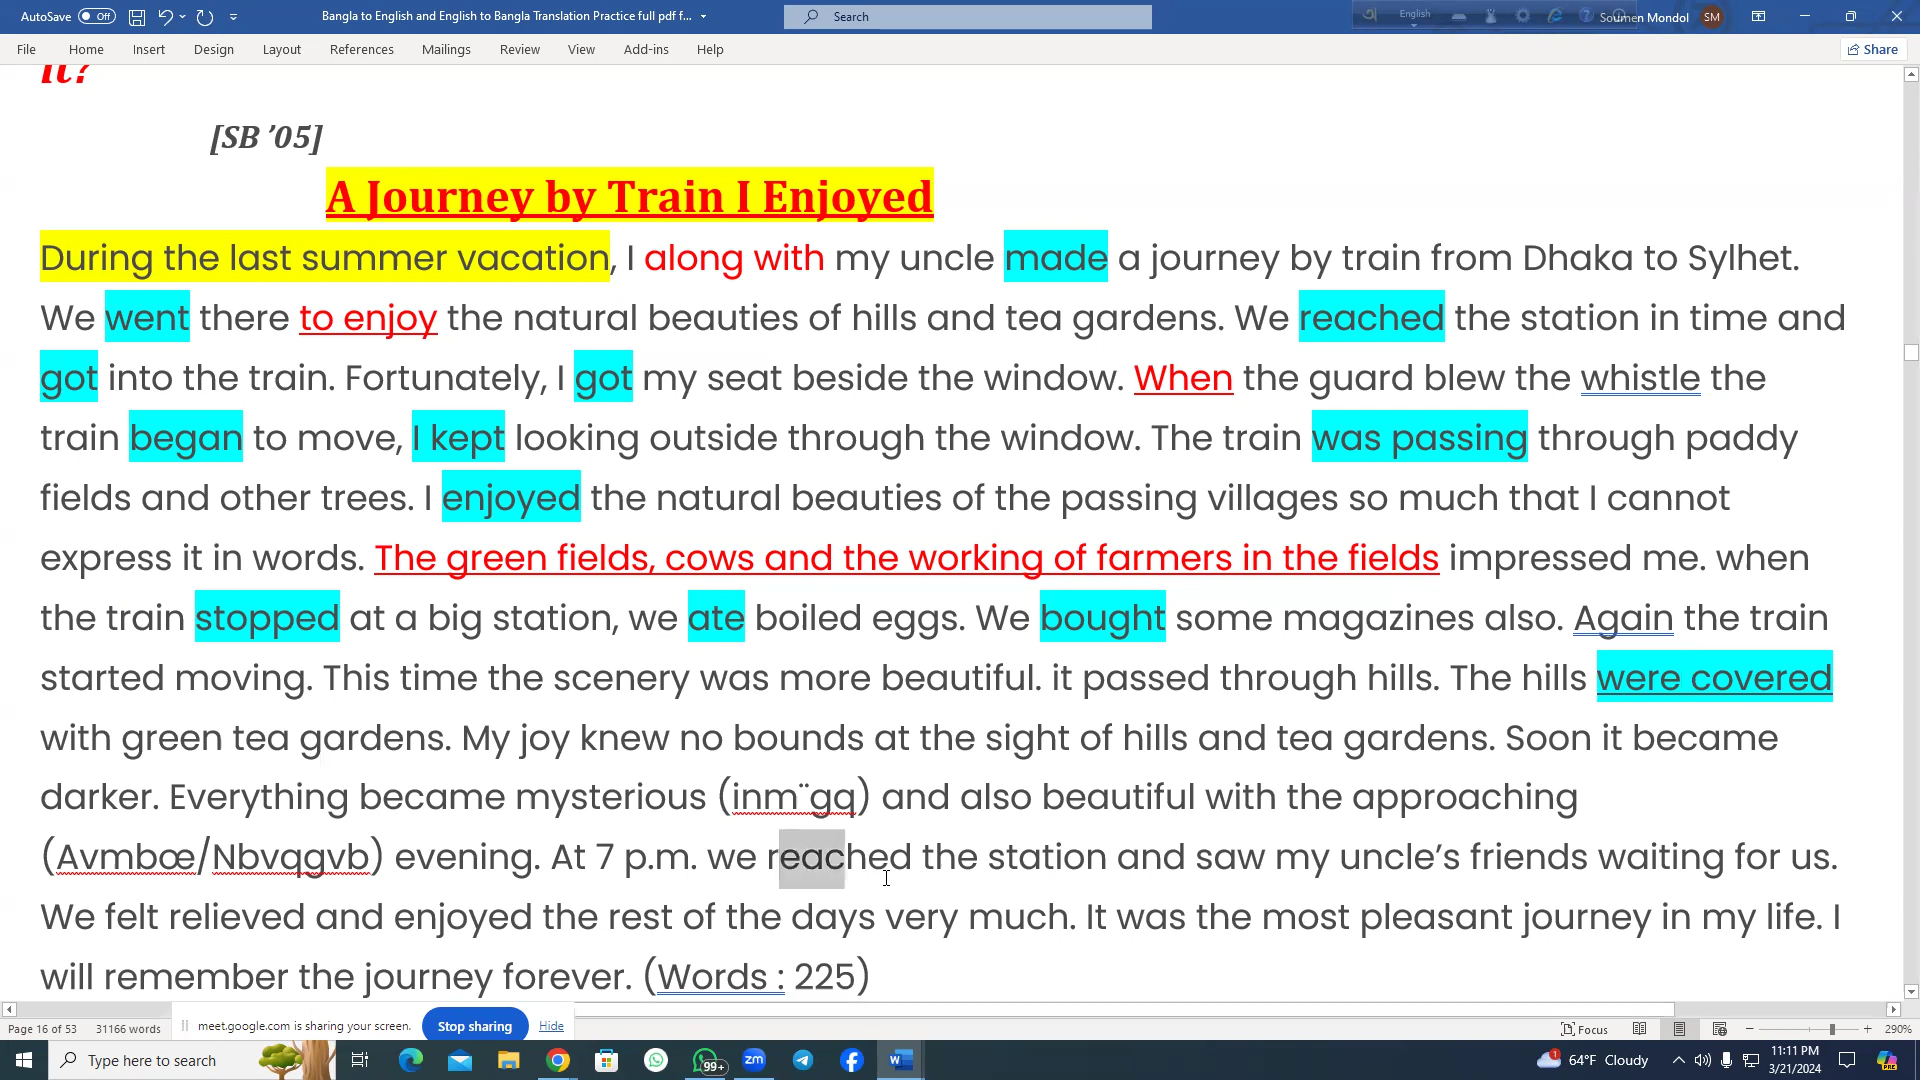 AutoSave Off Bangla to English and English to Bangla Translation Practice full pdf f... Search English Soumen Mondol SM
File Home Insert Layout References Mailings Review View Add-ins Help Share
it?
[SB ’05]
A Journey by Train I Enjoyed
During the last summer vacation, I along with my uncle made a journey by train from Dhaka to Sylhet.
We went there to enjoy the natural beauties of hills and tea gardens. We reached the station in time and
got into the train. Fortunately, I got my seat beside the window. When the guard blew the whistle the
train began to move, I kept looking outside through the window. The train was passing through paddy
fields and other trees. I enjoyed the natural beauties of the passing villages so much that I cannot
express it in words. The green fields, cows and the working of farmers in the fields impressed me. when
the train stopped at a big station, we ate boiled eggs. We bought some magazines also. Again the train
started moving. This time the scenery was more beautiful. it passed through hills. The hills were covered
with green tea gardens. My joy knew no bounds at the sight of hills and tea gardens. Soon it became
darker. Everything became mysterious (inm¨gq) and also beautiful with the approaching
(Avmbœ/Nbvqgvb) evening. At 7 p.m. we reached the station and saw my uncle’s friends waiting for us.
We felt relieved and enjoyed the rest of the days very much. It was the most pleasant journey in my life. I
will remember the journey forever. (Words : 225)
meet.google.com is sharing your screen. Stop sharing Hide
Page 16 of 53 31166 words Focus 290%
Type here to search 99+ zm 1 64°F Cloudy 11:11 PM
3/21/2024